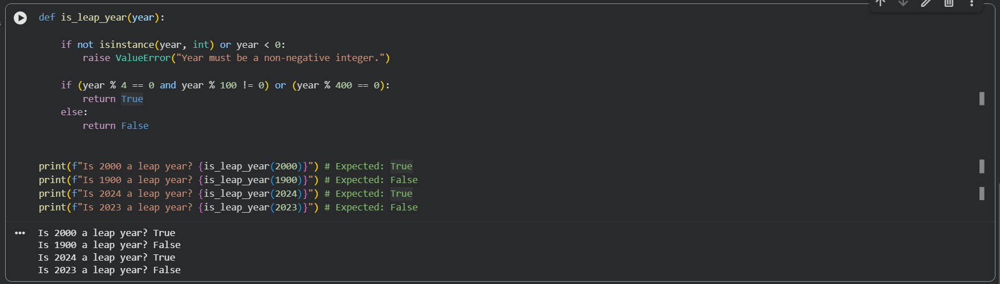 def is_leap_year(year):
    if not isinstance(year, int) or year < 0:
        raise ValueError("Year must be a non-negative integer.")
    if (year % 4 == 0 and year % 100 != 0) or (year % 400 == 0):
        return True
    else:
        return False
print(f"Is 2000 a leap year? {is_leap_year(2000)}") # Expected: True
print(f"Is 1900 a leap year? {is_leap_year(1900)}") # Expected: False
print(f"Is 2024 a leap year? {is_leap_year(2024)}") # Expected: True
print(f"Is 2023 a leap year? {is_leap_year(2023)}") # Expected: False
Is 2000 a leap year? True
Is 1900 a leap year? False
Is 2024 a leap year? True
Is 2023 a leap year? False